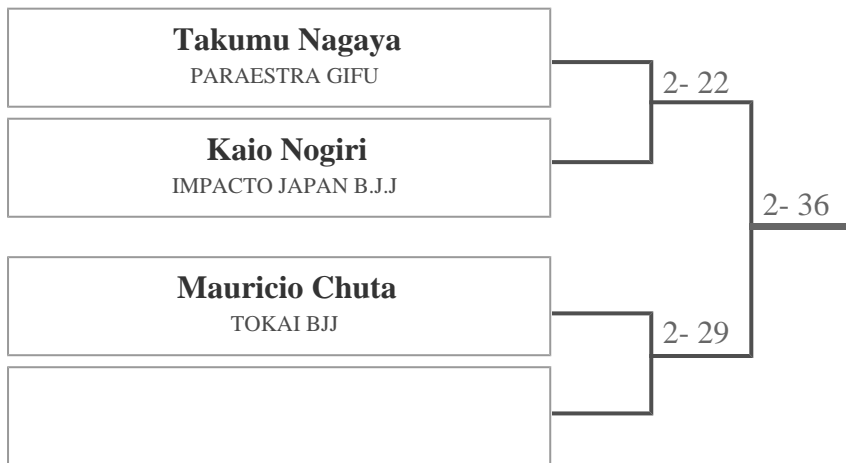 Takumu Nagaya
PARAESTRA GIFU
2- 22
Kaio Nogiri
IMPACTO JAPAN B.J.J
2- 36
Mauricio Chuta
TOKAI BJJ
2- 29